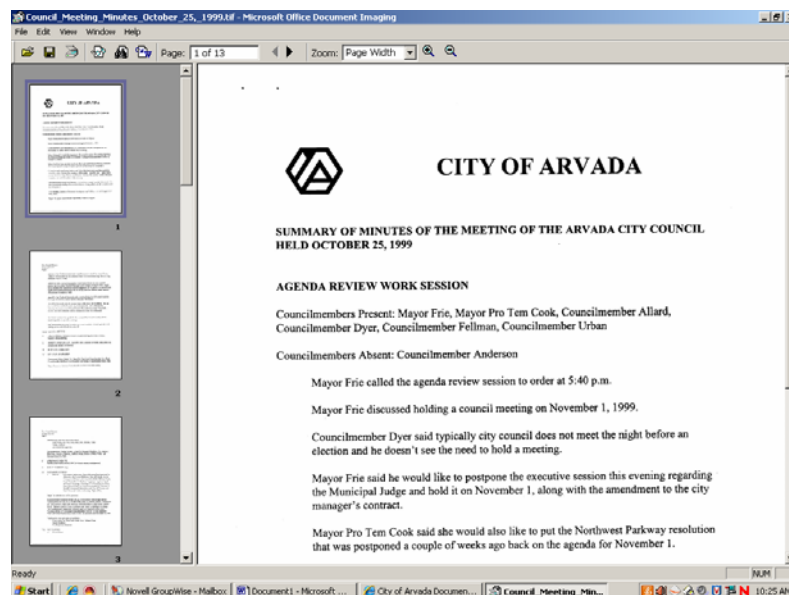 Council_Meeting_Minutes_October_25,_1999.tif - Microsoft Office Document Imaging
File Edit View Window Help
Page: 1 of 13 Zoom: Page Width
CITY OF ARVADA
SUMMARY OF MINUTES OF THE MEETING OF THE ARVADA CITY COUNCIL
HELD OCTOBER 25, 1999
AGENDA REVIEW WORK SESSION
Councilmembers Present: Mayor Frie, Mayor Pro Tem Cook, Councilmember Allard,
Councilmember Dyer, Councilmember Fellman, Councilmember Urban
Councilmembers Absent: Councilmember Anderson
Mayor Frie called the agenda review session to order at 5:40 p.m.
Mayor Frie discussed holding a council meeting on November 1, 1999.
Councilmember Dyer said typically city council does not meet the night before an
election and he doesn't see the need to hold a meeting.
Mayor Frie said he would like to postpone the executive session this evening regarding
the Municipal Judge and hold it on November 1, along with the amendment to the city
manager's contract.
Mayor Pro Tem Cook said she would also like to put the Northwest Parkway resolution
that was postponed a couple of weeks ago back on the agenda for November 1.
1
2
3
Ready NUM
Start Novell GroupWise - Mailbox Document1 - Microsoft ... City of Arvada Documen... Council_Meeting_Min... 10:25 AM